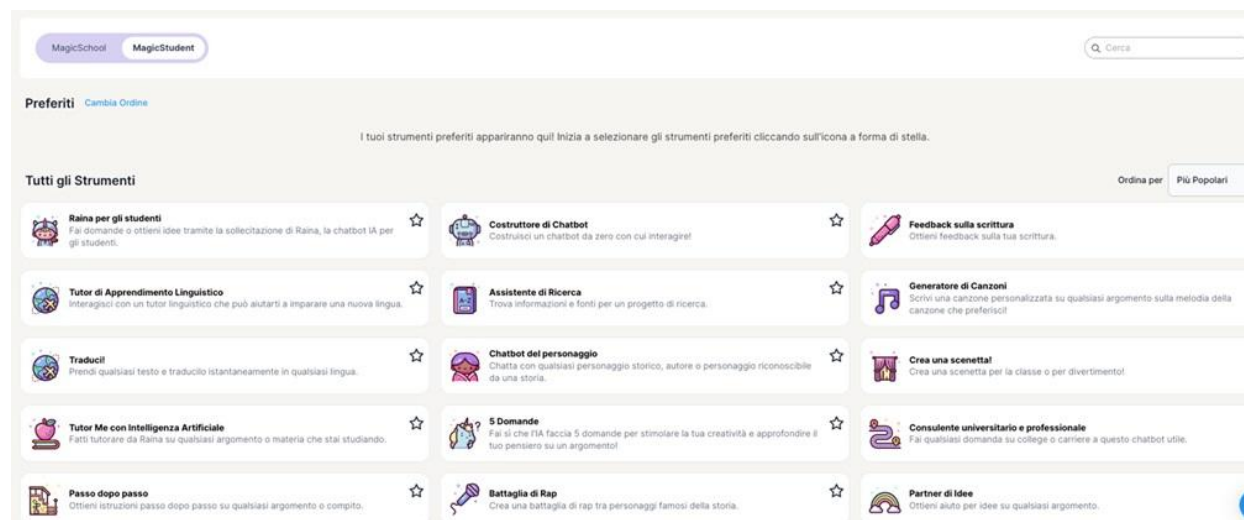 MagicSchool MagicStudent
Cerca
Preferiti Cambia Ordine
I tuoi strumenti preferiti appariranno qui! Inizia a selezionare gli strumenti preferiti cliccando sull'icona a forma di stella.
Tutti gli Strumenti
Ordina per Più Popolari
Raina per gli studenti
Fai domande o ottieni idee tramite la sollecitazione di Raina, la chatbot IA per
gli studenti.
Costruttore di Chatbot
Costruisci un chatbot da zero con cui interagire!
Feedback sulla scrittura
Ottieni feedback sulla tua scrittura.
Tutor di Apprendimento Linguistico
Interagisci con un tutor linguistico che può aiutarti a imparare una nuova lingua.
Assistente di Ricerca
Trova informazioni e fonti per un progetto di ricerca.
Generatore di Canzoni
Scrivi una canzone personalizzata su qualsiasi argomento sulla melodia della
canzone che preferisci!
Traduci!
Prendi qualsiasi testo e traducilo istantaneamente in qualsiasi lingua.
Chatbot del personaggio
Chatta con qualsiasi personaggio storico, autore o personaggio riconoscibile
da una storia.
Crea una scenetta!
Crea una scenetta per la classe o per divertimento!
Tutor Me con Intelligenza Artificiale
Fatti tutorare da Raina su qualsiasi argomento o materia che stai studiando.
5 Domande
Fai sì che l'IA faccia 5 domande per stimolare la tua creatività e approfondire il
tuo pensiero su un argomento!
Consulente universitario e professionale
Fai qualsiasi domanda su college o carriere a questo chatbot utile.
Passo dopo passo
Ottieni istruzioni passo dopo passo su qualsiasi argomento o compito.
Battaglia di Rap
Crea una battaglia di rap tra personaggi famosi della storia.
Partner di Idee
Ottieni aiuto per idee su qualsiasi argomento.